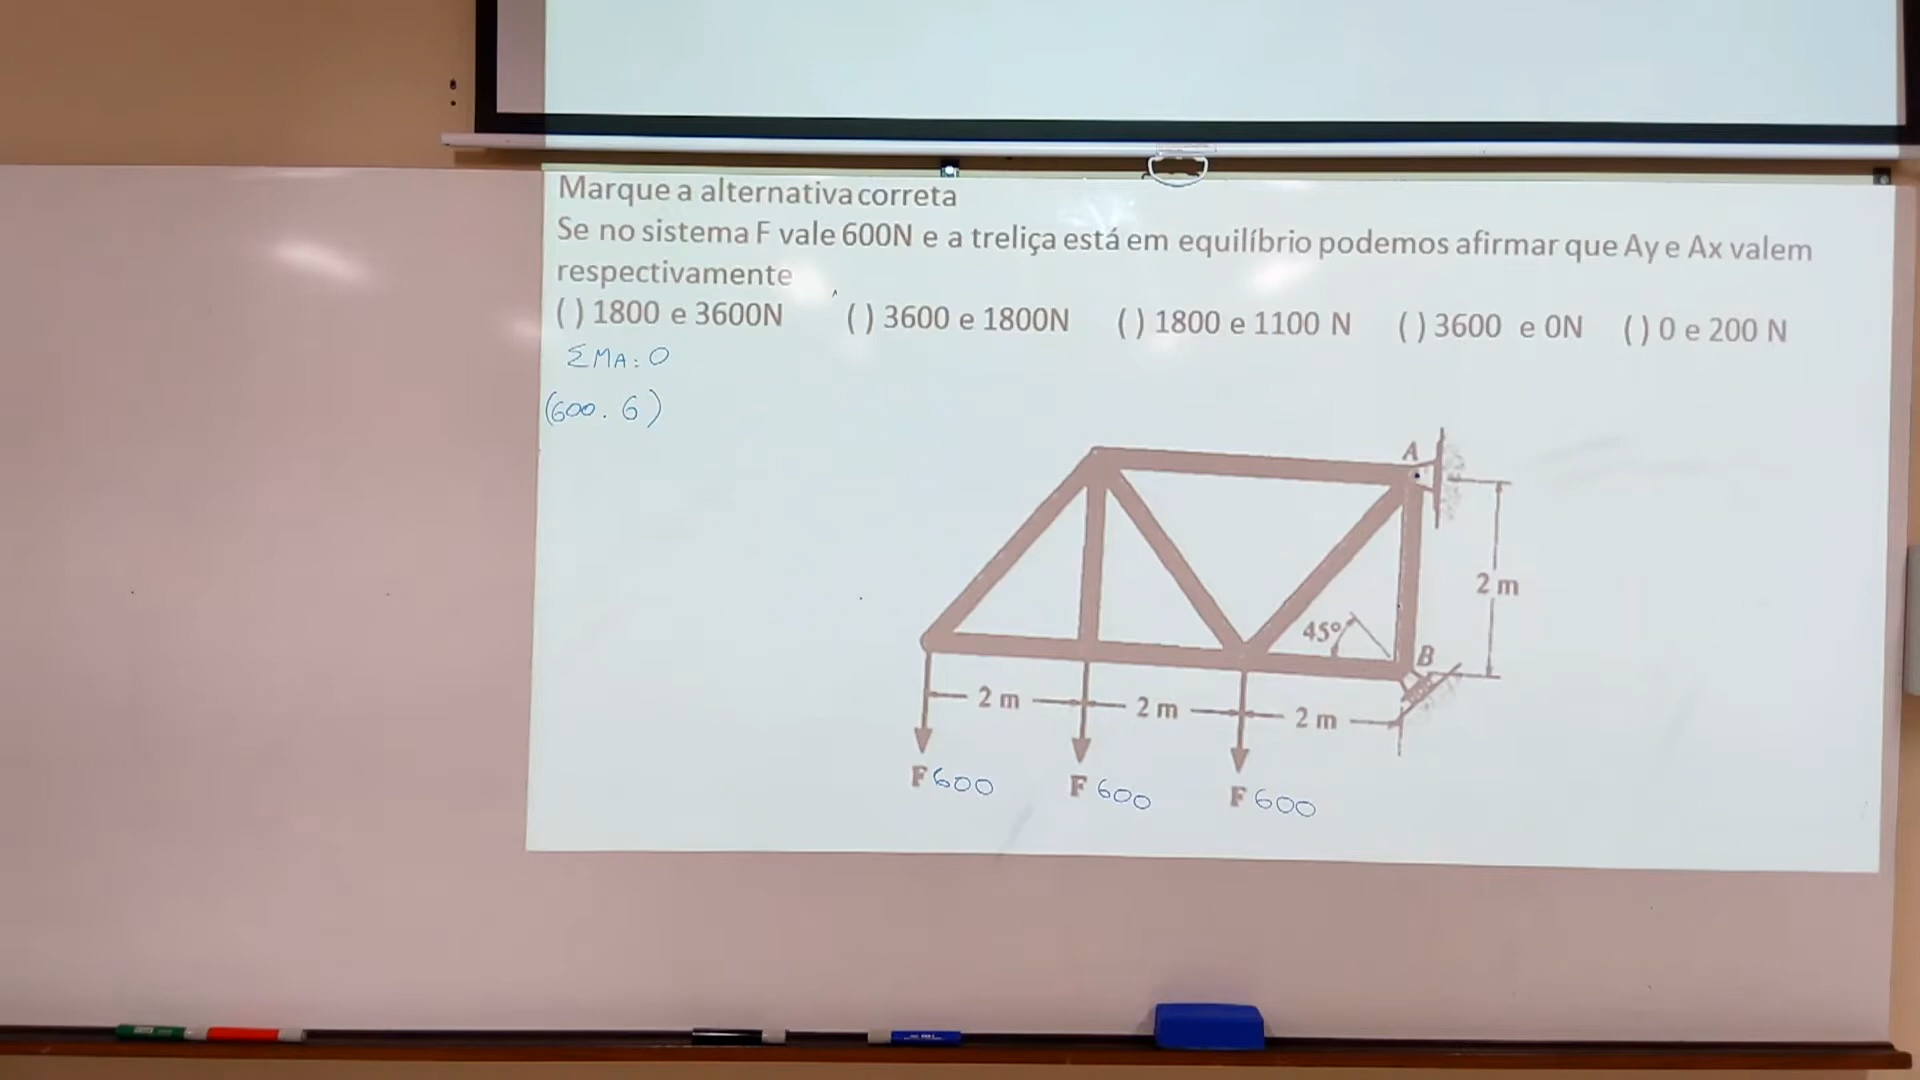 Marque a alternativa correta
Se no sistema F vale 600N e a treliça está em equilíbrio podemos afirmar que Ay e Ax valem
respectivamente
( ) 1800 e 3600N ( ) 3600 e 1800N ( ) 1800 e 1100 N ( ) 3600 e 0N ( ) 0 e 200 N
ΣMA: 0
(600. 6)
A
2 m
45º
B
2 m 2 m 2 m
F 600 F 600 F 600